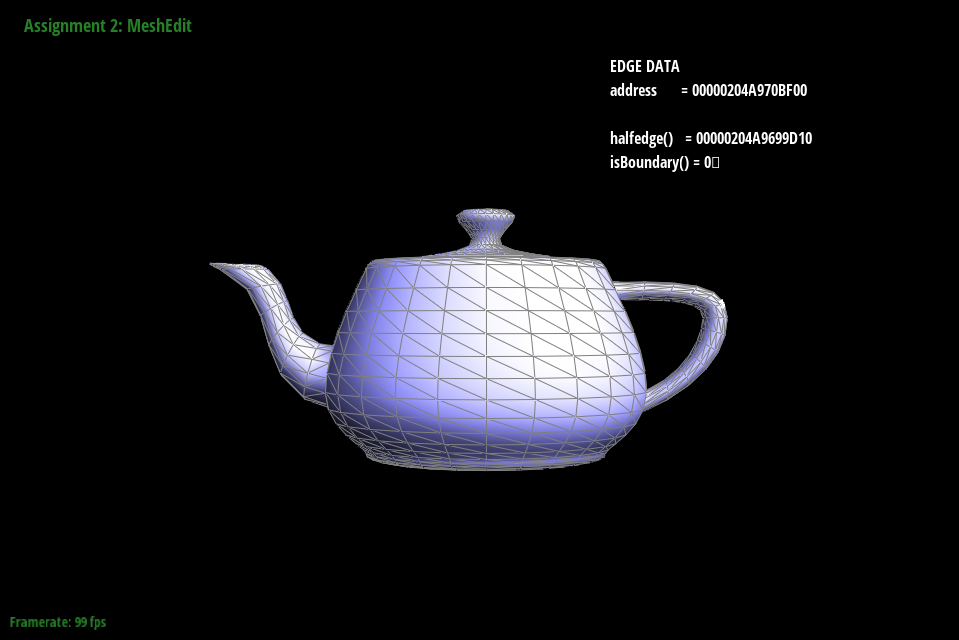 Assignment 2: MeshEdit
EDGE DATA
address = 00000204A970BF00
halfedge() = 00000204A9699D10
isBoundary() = 0
Framerate: 99 fps